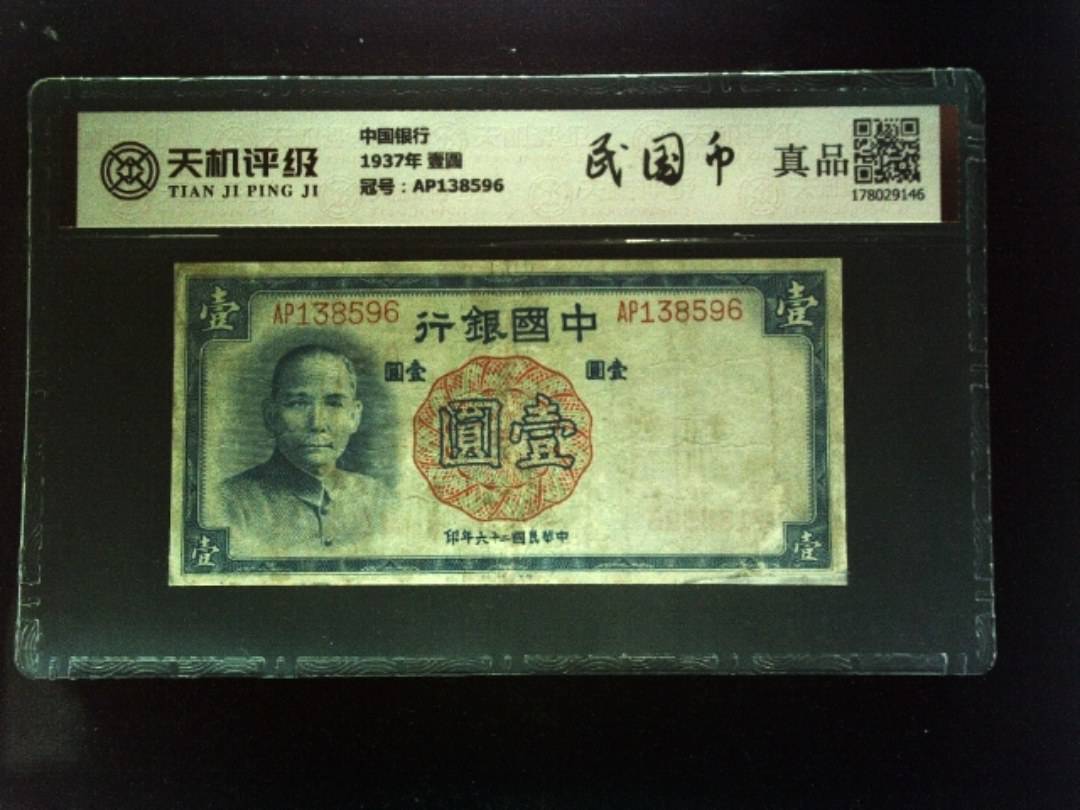 天机评级
TIAN JI PING JI
中国银行
1937年 壹圆
冠号：AP138596
民国币
真品
178029146
壹
AP138596
行銀國中
AP138596
壹
圓壹
圓壹
圓壹
印年六十二國民華中
壹
壹